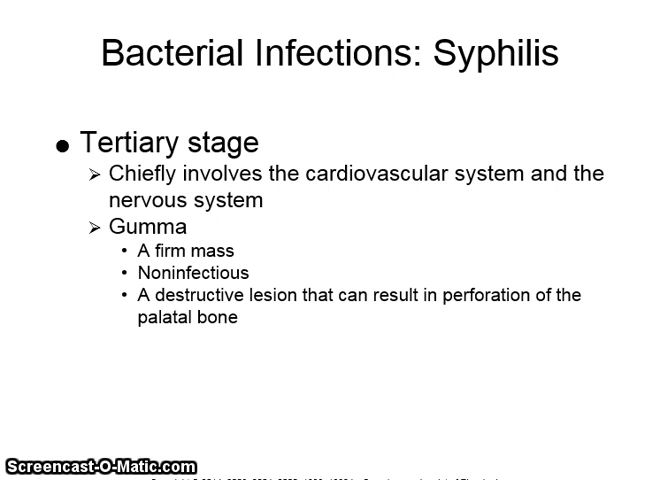 Bacterial Infections: Syphilis
● Tertiary stage
➢ Chiefly involves the cardiovascular system and the
nervous system
➢ Gumma
• A firm mass
• Noninfectious
• A destructive lesion that can result in perforation of the
palatal bone
Screencast-O-Matic.com